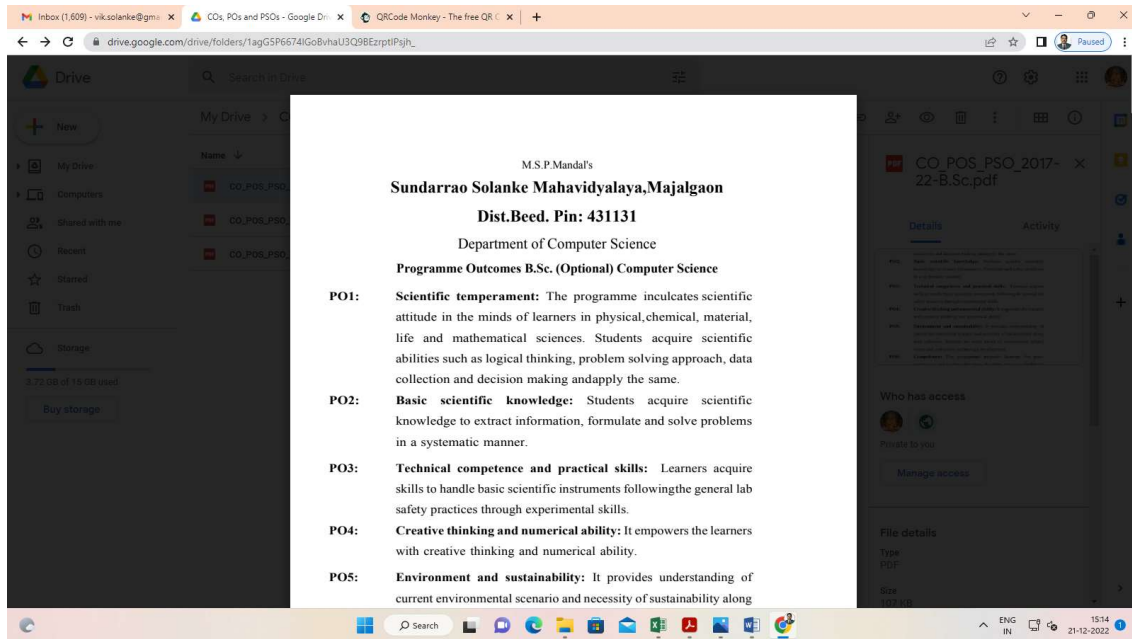 Inbox (1,609) - vik.solanke@gma
COs, POs and PSOs - Google Dri
QRCode Monkey - The free QR C
drive.google.com/drive/folders/1agG5P6674IGoBvhaU3Q9BEzrptIPsjh_
Paused
Drive
Search in Drive
New
My Drive > C
Name
My Drive
Computers
Shared with me
Recent
Starred
Trash
Storage
3.72 GB of 15 GB used
Buy storage
CO_POS_PSO_
CO_POS_PSO_
CO_POS_PSO_
M.S.P.Mandal's
Sundarrao Solanke Mahavidyalaya,Majalgaon
Dist.Beed. Pin: 431131
Department of Computer Science
Programme Outcomes B.Sc. (Optional) Computer Science
PO1: Scientific temperament: The programme inculcates scientific
attitude in the minds of learners in physical,chemical, material,
life and mathematical sciences. Students acquire scientific
abilities such as logical thinking, problem solving approach, data
collection and decision making andapply the same.
PO2: Basic scientific knowledge: Students acquire scientific
knowledge to extract information, formulate and solve problems
in a systematic manner.
PO3: Technical competence and practical skills: Learners acquire
skills to handle basic scientific instruments followingthe general lab
safety practices through experimental skills.
PO4: Creative thinking and numerical ability: It empowers the learners
with creative thinking and numerical ability.
PO5: Environment and sustainability: It provides understanding of
current environmental scenario and necessity of sustainability along
CO_POS_PSO_2017-
22-B.Sc.pdf
Details
Activity
Who has access
Private to you
Manage access
File details
Type
PDF
Size
107 KB
Search
ENG
IN
15:14
21-12-2022